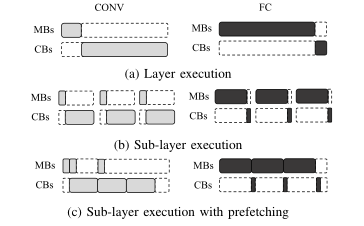 CONV FC
MBs MBs
CBs CBs
(a) Layer execution
MBs MBs
CBs CBs
(b) Sub-layer execution
MBs MBs
CBs CBs
(c) Sub-layer execution with prefetching